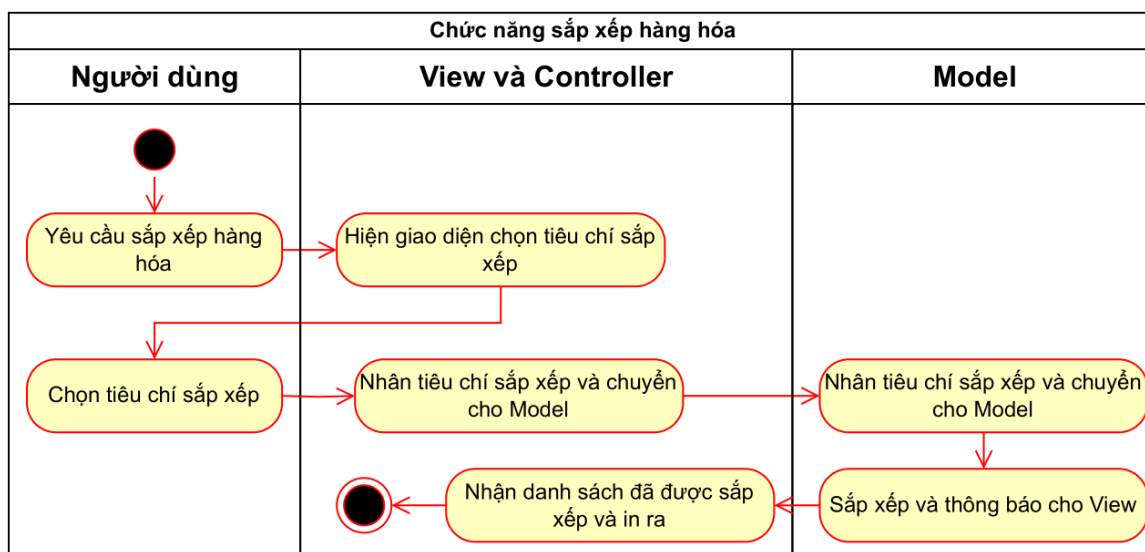 Chức năng sắp xếp hàng hóa
Người dùng
View và Controller
Model
Yêu cầu sắp xếp hàng
hóa
Hiện giao diện chọn tiêu chí sắp
xếp
Chọn tiêu chí sắp xếp
Nhân tiêu chí sắp xếp và chuyển
cho Model
Nhân tiêu chí sắp xếp và chuyển
cho Model
Nhận danh sách đã được sắp
xếp và in ra
Sắp xếp và thông báo cho View